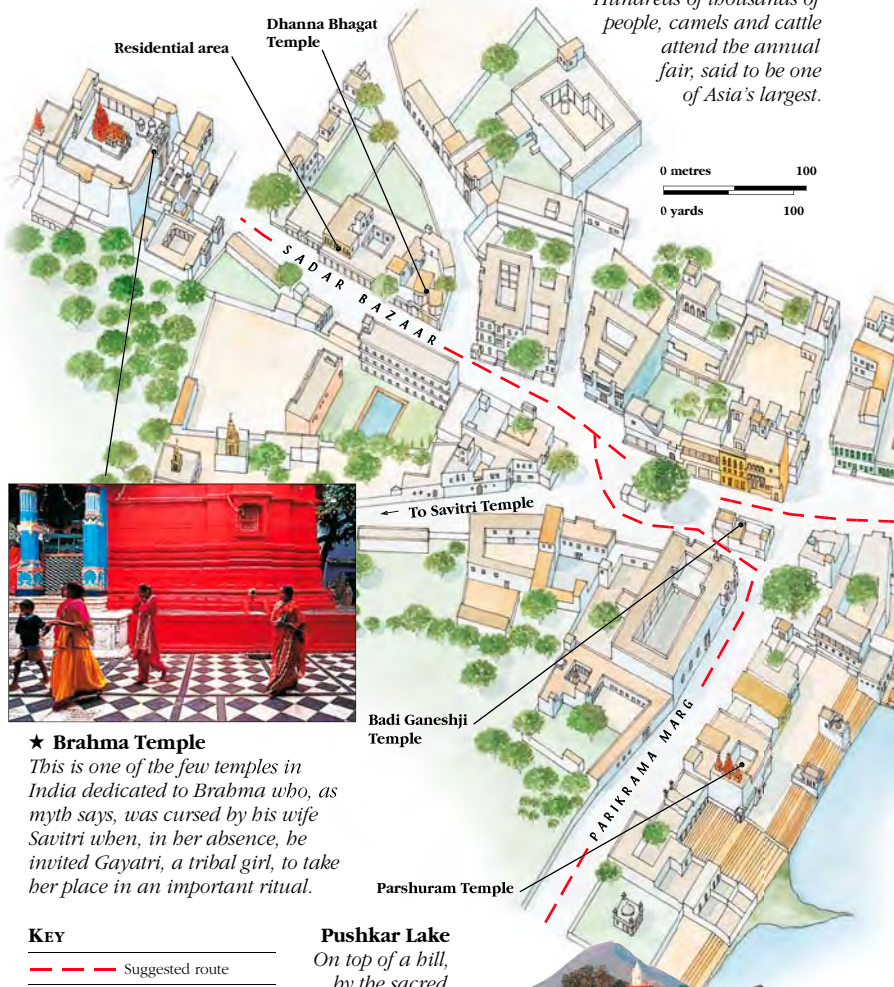 Hundreds of thousands of
people, camels and cattle
attend the annual
fair, said to be one
of Asia's largest.
Dhanna Bhagat
Temple
Residential area
0 metres 100
0 yards 100
SADAR BAZAAR
To Savitri Temple
Badi Ganeshji
Temple
PARIKRAMA MARG
★ Brahma Temple
This is one of the few temples in
India dedicated to Brahma who, as
myth says, was cursed by his wife
Savitri when, in her absence, he
invited Gayatri, a tribal girl, to take
her place in an important ritual.
Parshuram Temple
KEY
Suggested route
Pushkar Lake
On top of a hill,
by the sacred